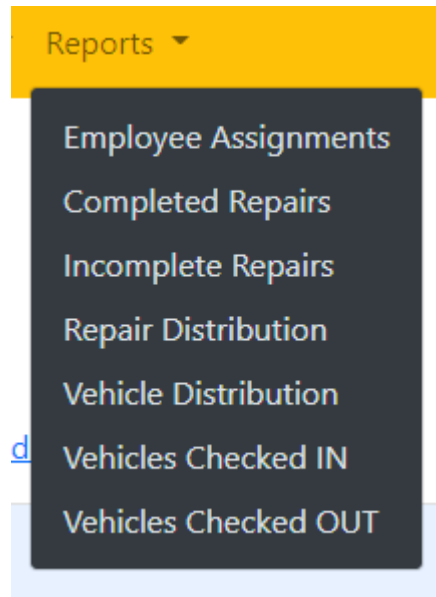 Reports
Employee Assignments
Completed Repairs
Incomplete Repairs
Repair Distribution
Vehicle Distribution
d
Vehicles Checked IN
Vehicles Checked OUT